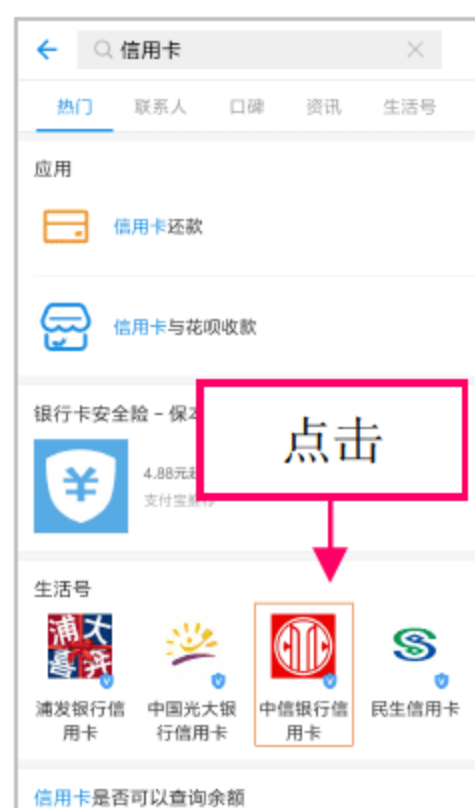 信用卡
热门 联系人 口碑 资讯 生活号
应用
信用卡还款
信用卡与花呗收款
银行卡安全险 – 保
点击
4.88元
支付宝推
¥
生活号
浦大
喜奔
浦发银行信用卡
中国光大银行信用卡
中信银行信用卡
民生信用卡
信用卡是否可以查询余额